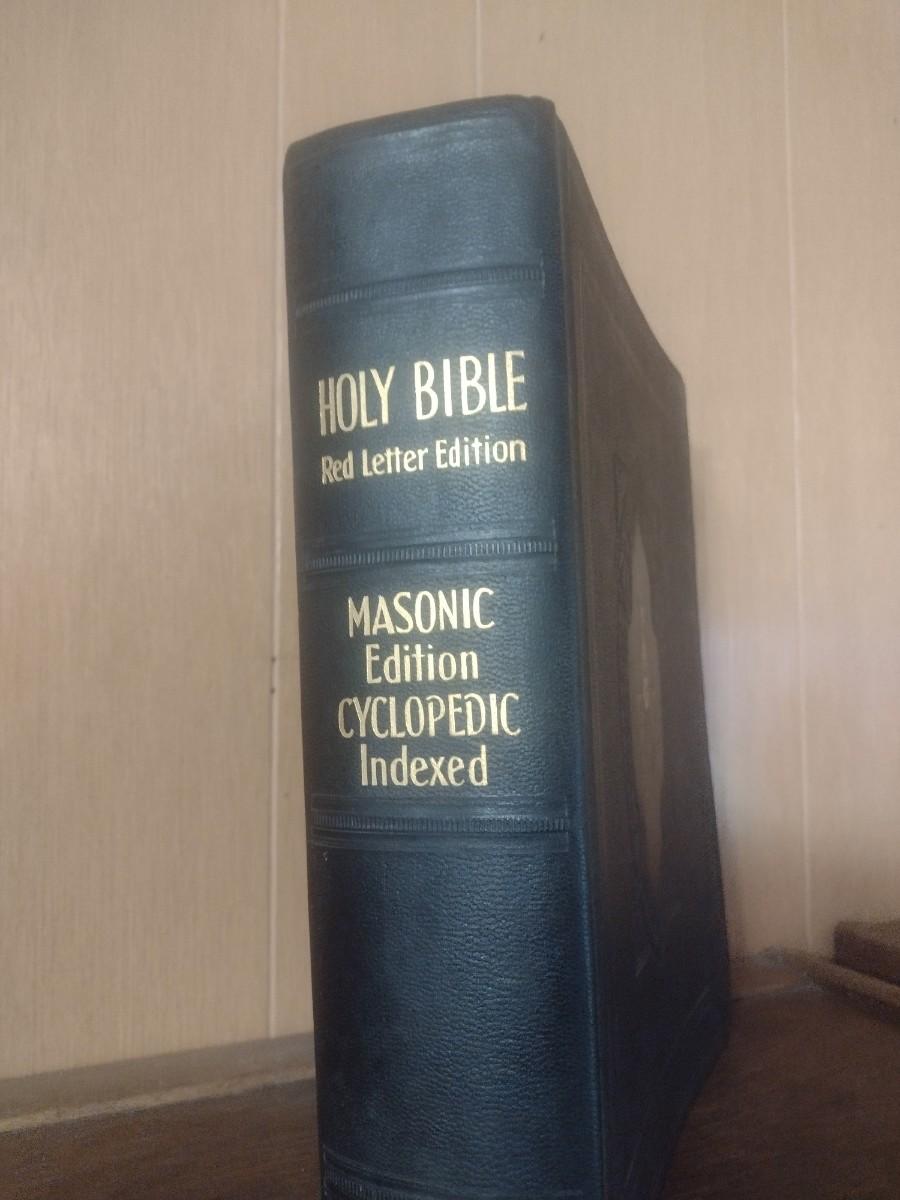 HOLY BIBLE
Red Letter Edition
MASONIC
Edition
CYCLOPEDIC
Indexed